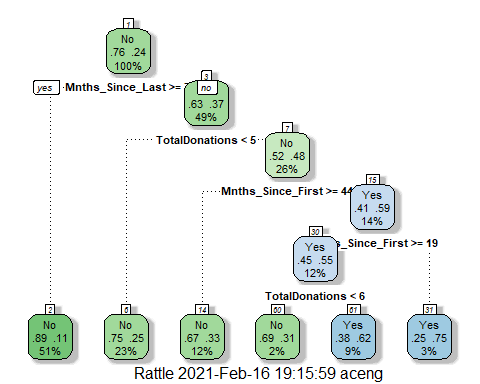 1
No
.76 .24
100%
yes
Mnths_Since_Last >=
no
3
.63 .37
49%
TotalDonations < 5
7
No
.52 .48
26%
Mnths_Since_First >= 44
15
Yes
.41 .59
14%
30
Yes
.45 .55
12%
s_Since_First >= 19
TotalDonations < 6
2
No
.89 .11
51%
6
No
.75 .25
23%
14
No
.67 .33
12%
60
No
.69 .31
2%
61
Yes
.38 .62
9%
31
Yes
.25 .75
3%
Rattle 2021-Feb-16 19:15:59 aceng